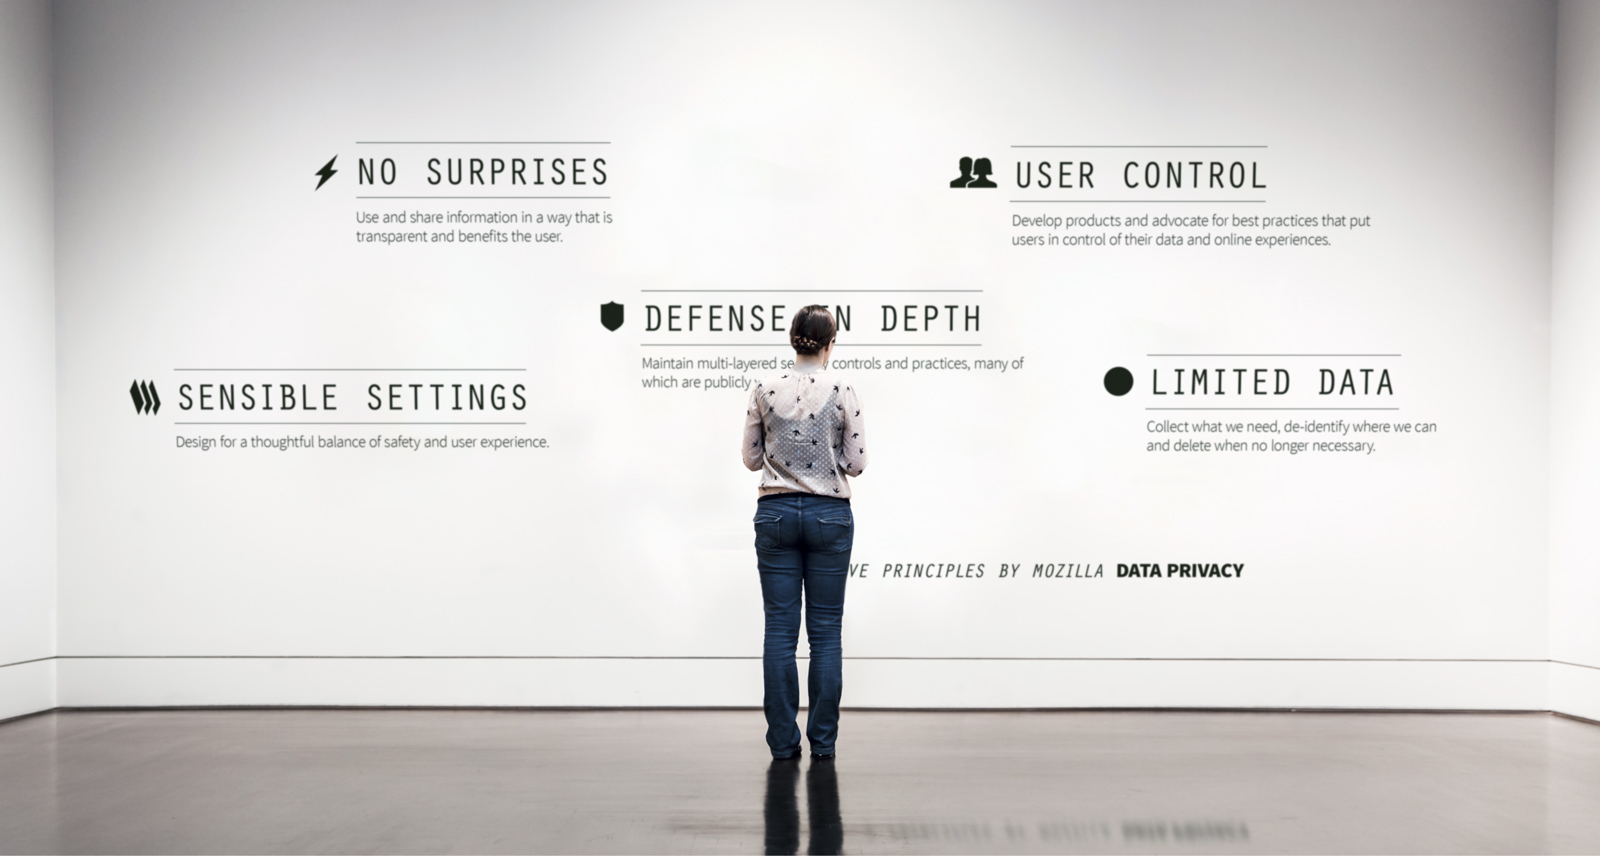 NO SURPRISES
Use and share information in a way that is
transparent and benefits the user.
USER CONTROL
Develop products and advocate for best practices that put
users in control of their data and online experiences.
DEFENSE DEPTH
Maintain multi-layered controls and practices, many of
which are publicly
SENSIBLE SETTINGS
Design for a thoughtful balance of safety and user experience.
LIMITED DATA
Collect what we need, de-identify where we can
and delete when no longer necessary.
PRINCIPLES BY MOZILLA DATA PRIVACY